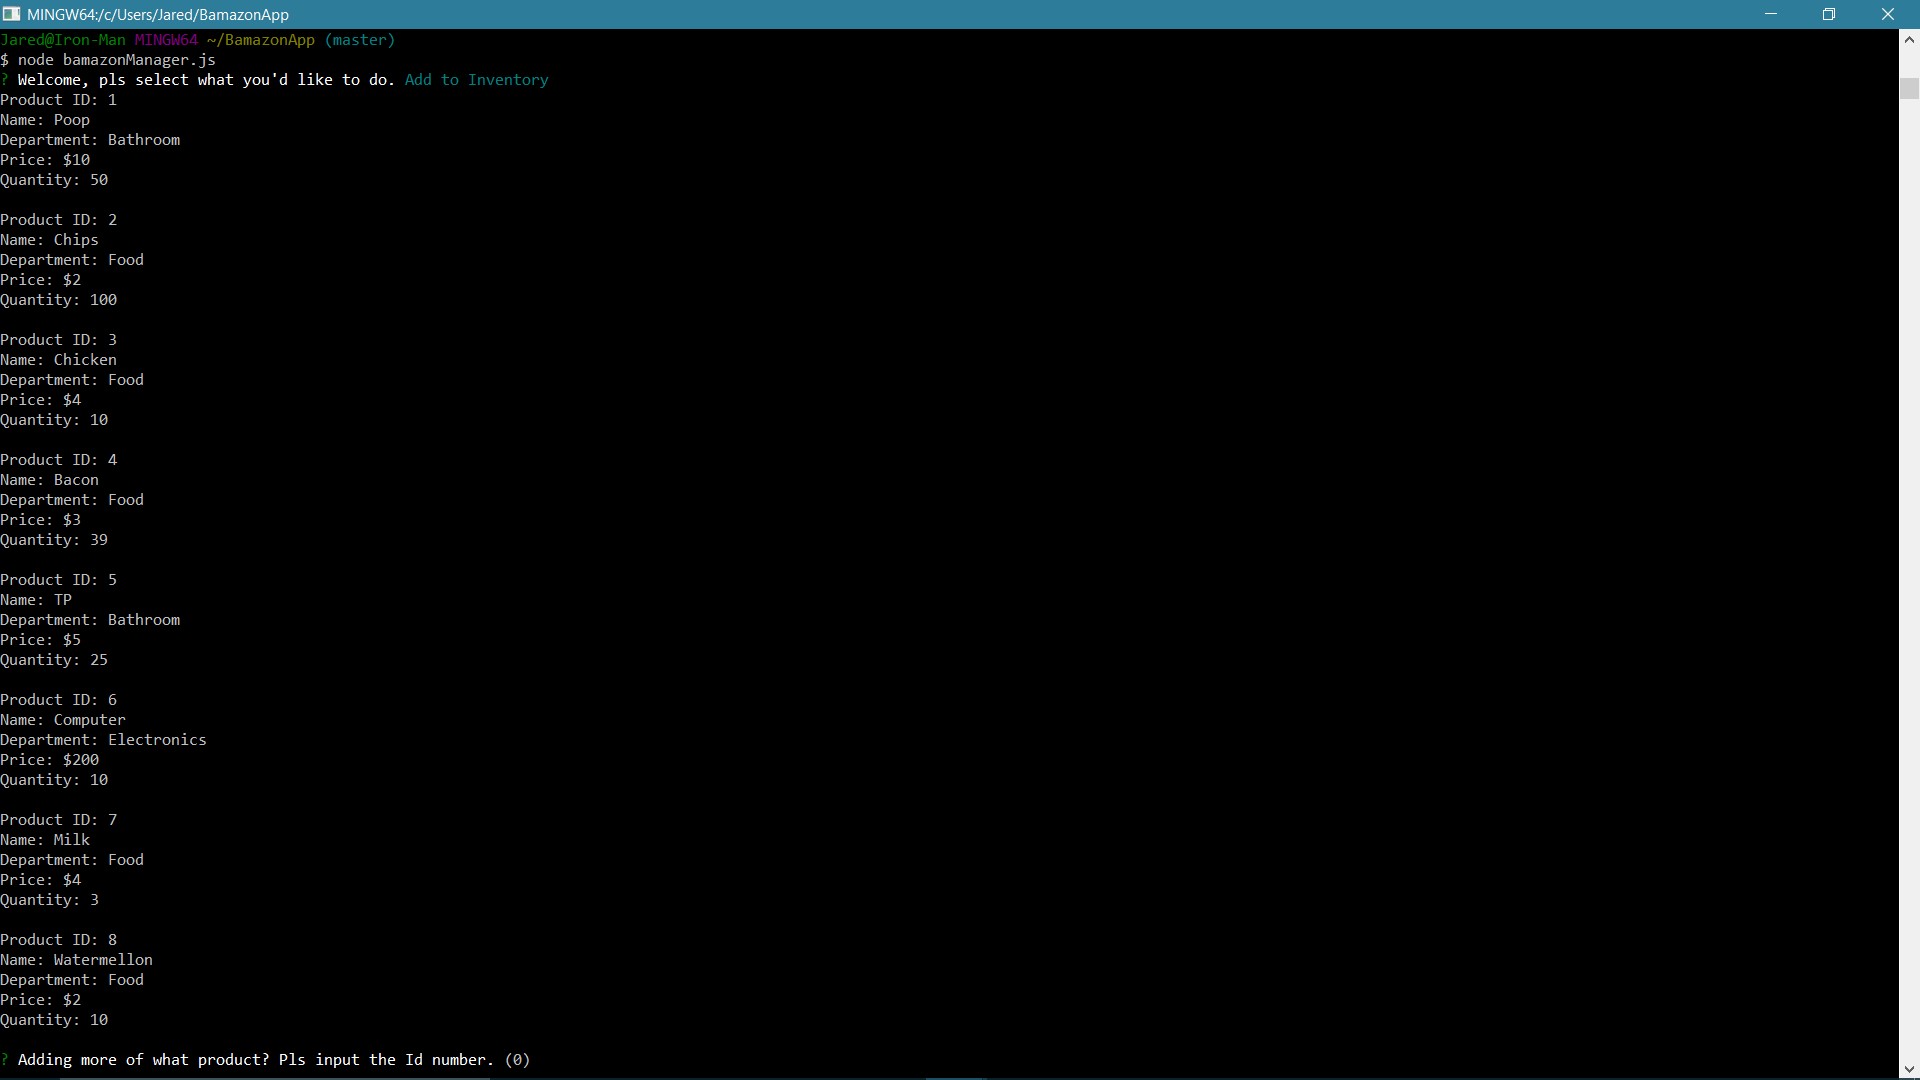 MINGW64:/c/Users/Jared/BamazonApp
Jared@Iron-Man MINGW64 ~/BamazonApp (master)
$ node bamazonManager.js
? Welcome, pls select what you'd like to do. Add to Inventory
Product ID: 1
Name: Poop
Department: Bathroom
Price: $10
Quantity: 50
Product ID: 2
Name: Chips
Department: Food
Price: $2
Quantity: 100
Product ID: 3
Name: Chicken
Department: Food
Price: $4
Quantity: 10
Product ID: 4
Name: Bacon
Department: Food
Price: $3
Quantity: 39
Product ID: 5
Name: TP
Department: Bathroom
Price: $5
Quantity: 25
Product ID: 6
Name: Computer
Department: Electronics
Price: $200
Quantity: 10
Product ID: 7
Name: Milk
Department: Food
Price: $4
Quantity: 3
Product ID: 8
Name: Watermellon
Department: Food
Price: $2
Quantity: 10
? Adding more of what product? Pls input the Id number. (0)